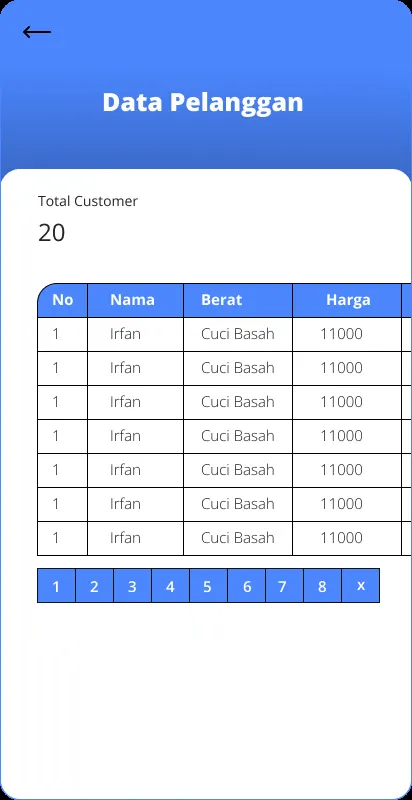 Data Pelanggan
Total Customer
20
No Nama Berat Harga
1 Irfan Cuci Basah 11000
1 Irfan Cuci Basah 11000
1 Irfan Cuci Basah 11000
1 Irfan Cuci Basah 11000
1 Irfan Cuci Basah 11000
1 Irfan Cuci Basah 11000
1 Irfan Cuci Basah 11000
1 2 3 4 5 6 7 8 x